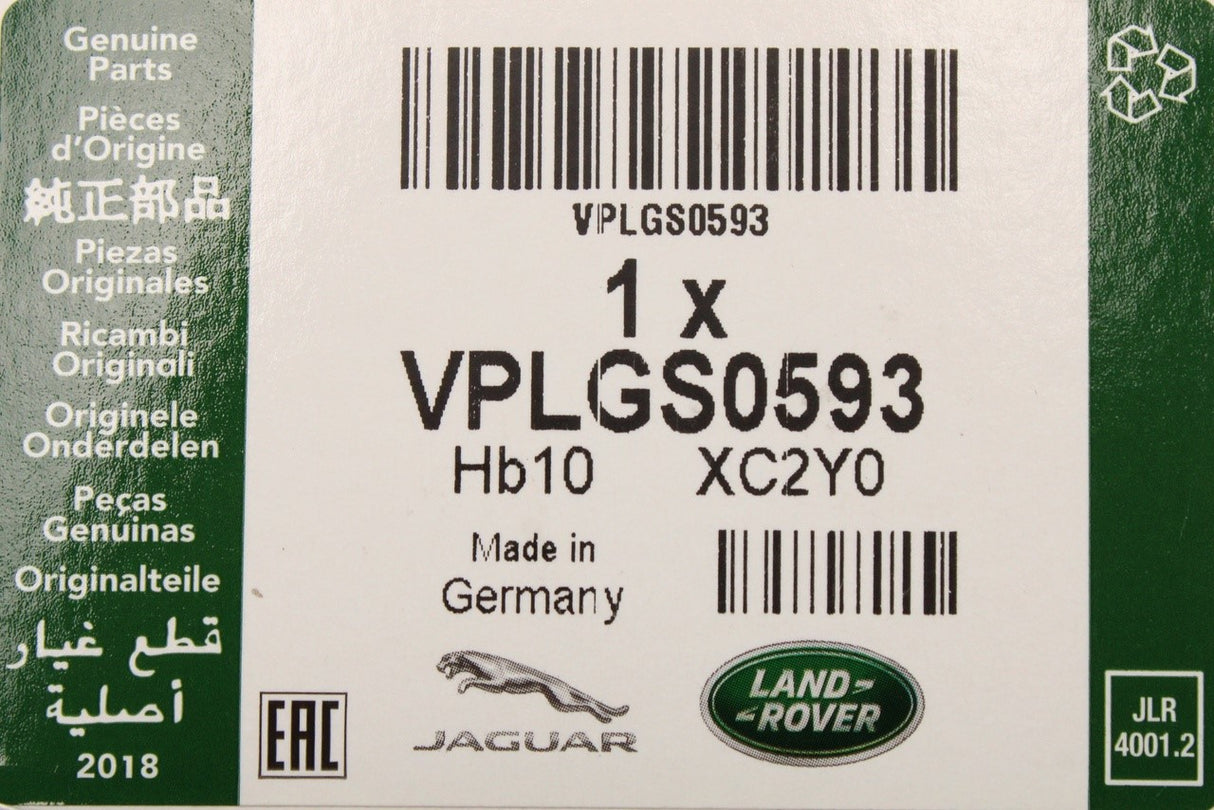 Genuine
Parts
Pièces
d'Origine
純正部品
Piezas
Originales
Ricambi
Originali
Originele
Onderdelen
Peças
Genuinas
Originalteile
قطع غيار
أصلية
2018
VPLGS0593
1 x
VPLGS0593
Hb10 XC2Y0
Made in
Germany
EAC
JAGUAR
LAND
ROVER
JLR
4001.2